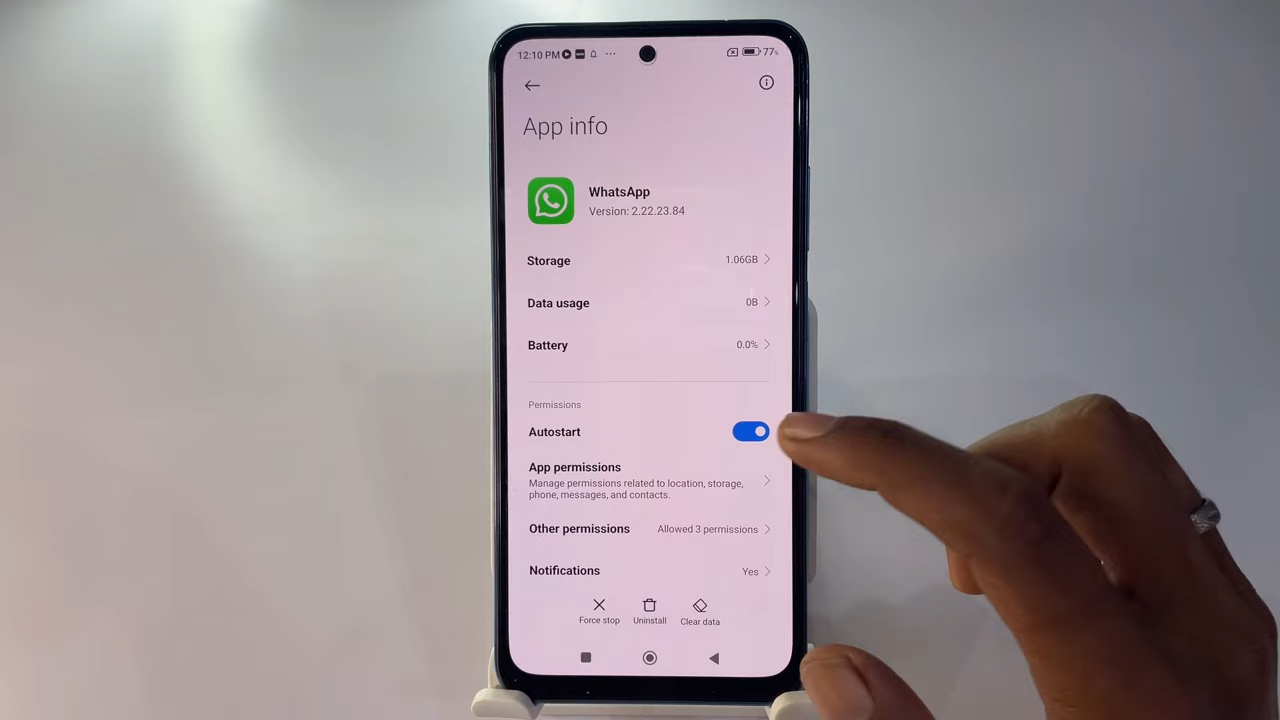 12:10 PM 77%
App info
WhatsApp
Version: 2.22.23.84
Storage 1.06GB
Data usage 0B
Battery 0.0%
Permissions
Autostart
App permissions
Manage permissions related to location, storage,
phone, messages, and contacts.
Other permissions Allowed 3 permissions
Notifications Yes
Force stop Uninstall Clear data